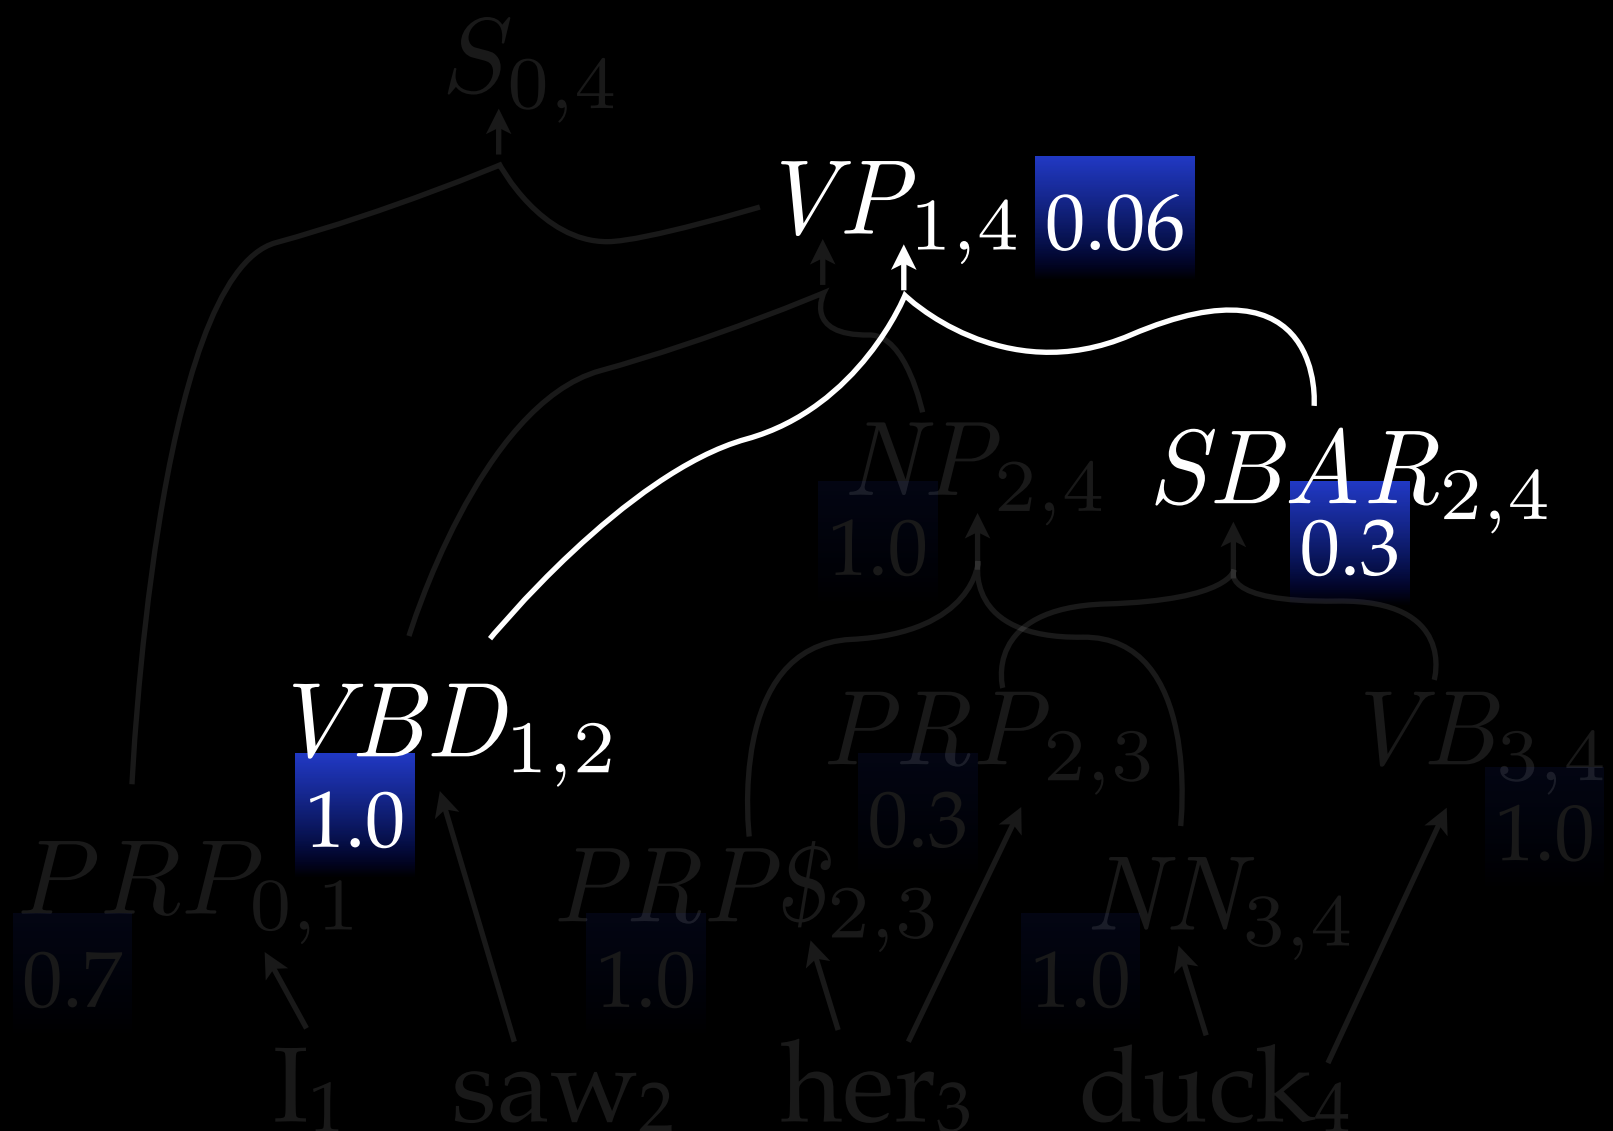 S0,4
VP1,4 0.06
NP2,4 SBAR2,4
1.0 0.3
VBD1,2 PRP2,3 VB3,4
1.0 0.3 1.0
PRP0,1 PRP$2,3 NN3,4
0.7 1.0 1.0
I1 saw2 her3 duck4